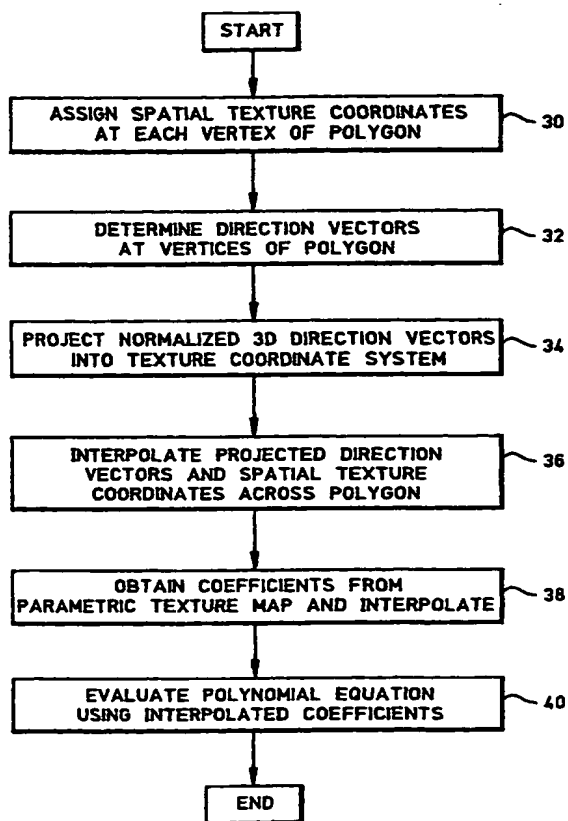 START
ASSIGN SPATIAL TEXTURE COORDINATES
AT EACH VERTEX OF POLYGON
30
DETERMINE DIRECTION VECTORS
AT VERTICES OF POLYGON
32
PROJECT NORMALIZED 3D DIRECTION VECTORS
INTO TEXTURE COORDINATE SYSTEM
34
INTERPOLATE PROJECTED DIRECTION
VECTORS AND SPATIAL TEXTURE
COORDINATES ACROSS POLYGON
36
OBTAIN COEFFICIENTS FROM
PARAMETRIC TEXTURE MAP AND INTERPOLATE
38
EVALUATE POLYNOMIAL EQUATION
USING INTERPOLATED COEFFICIENTS
40
END